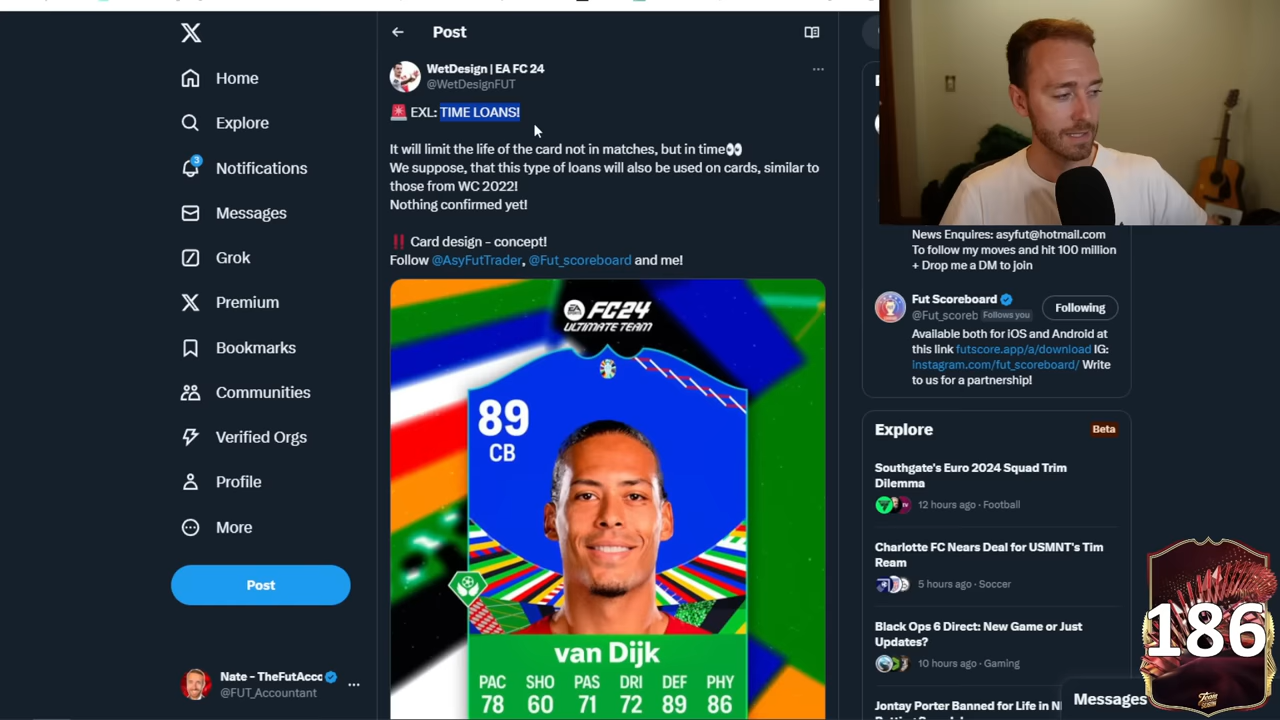 Home
Explore
3
Notifications
Messages
Grok
Premium
Bookmarks
Communities
Verified Orgs
Profile
More
Post
Nate - TheFutAcc
@FUT_Accountant
Post
WetDesign | EA FC 24
@WetDesignFUT
EXL: TIME LOANS!
It will limit the life of the card not in matches, but in time
We suppose, that this type of loans will also be used on cards, similar to
those from WC 2022!
Nothing confirmed yet!
Card design - concept!
Follow @AsyFutTrader, @Fut_scoreboard and me!
EA SPORTS FC24
ULTIMATE TEAM
89
CB
van Dijk
PAC SHO PAS DRI DEF PHY
78 60 71 72 89 86
News Enquires: asyfut@hotmail.com
To follow my moves and hit 100 million
+ Drop me a DM to join
Fut Scoreboard
@Fut_scoreb Follows you
Following
Available both for iOS and Android at
this link futscore.app/a/download IG:
instagram.com/fut_scoreboard/ Write
to us for a partnership!
Explore
Beta
Southgate's Euro 2024 Squad Trim
Dilemma
12 hours ago · Football
Charlotte FC Nears Deal for USMNT's Tim
Ream
5 hours ago · Soccer
Black Ops 6 Direct: New Game or Just
Updates?
10 hours ago · Gaming
Jontay Porter Banned for Life in
Messages
186